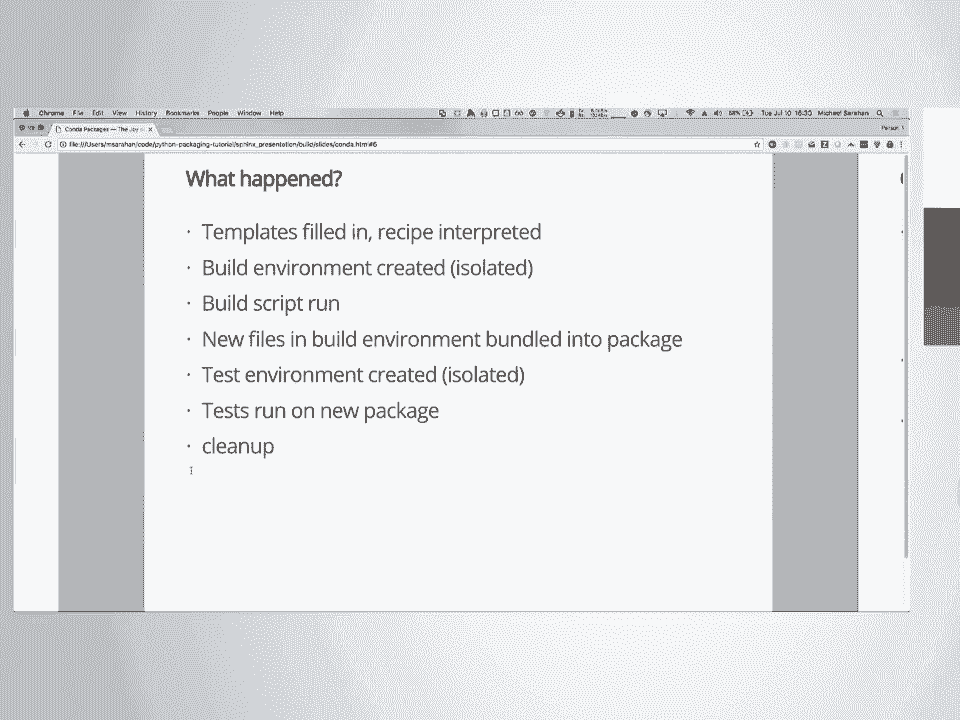 Chrome File Edit View History Bookmarks People Window Help 58% Tue Jul 10 16:30 Michael Sarahan
Conda Packages — The Joy of
Person 1
file:///Users/msarahan/code/python-packaging-tutorial/sphinx_presentation/build/slides/conda.html#6
What happened?
· Templates filled in, recipe interpreted
· Build environment created (isolated)
· Build script run
· New files in build environment bundled into package
· Test environment created (isolated)
· Tests run on new package
· cleanup